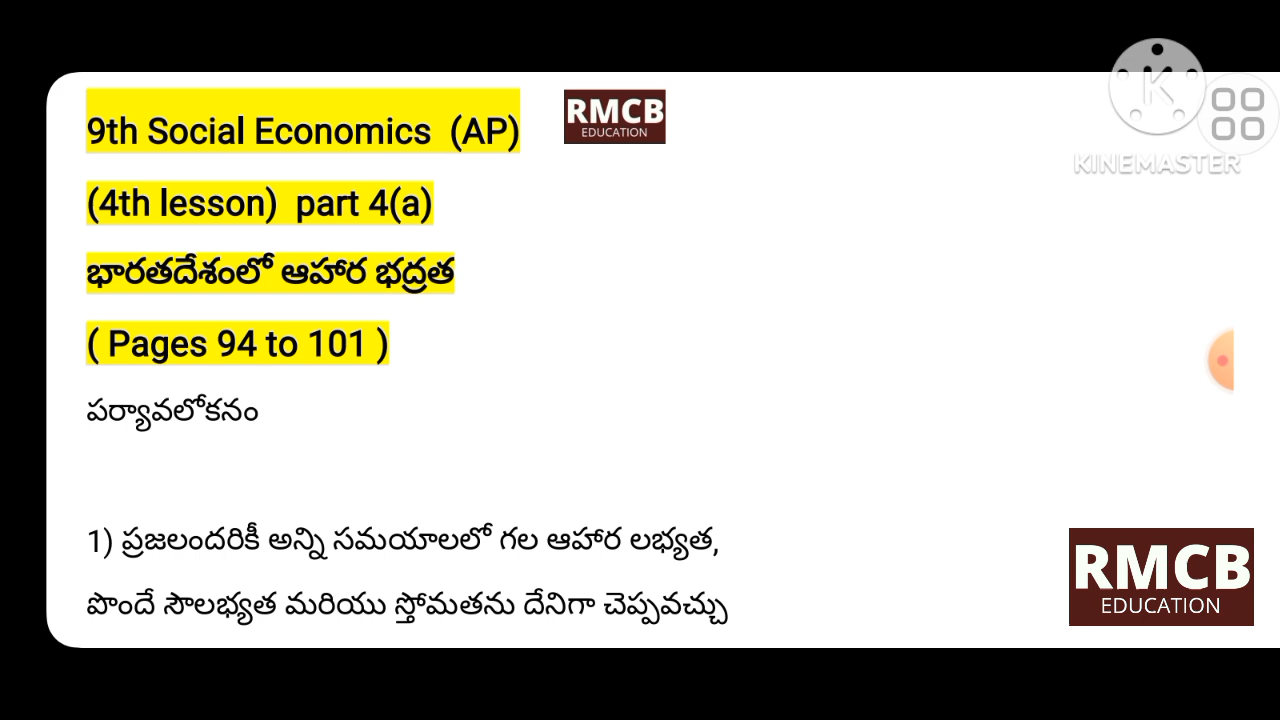 9th Social Economics (AP)
RMCB
EDUCATION
KINEMASTER
(4th lesson) part 4(a)
భారతదేశంలో ఆహార భద్రత
( Pages 94 to 101 )
పర్యావలోకనం
1) ప్రజలందరికీ అన్ని సమయాలలో గల ఆహార లభ్యత,
పొందే సౌలభ్యత మరియు స్తోమతను దేనిగా చెప్పవచ్చు
RMCB
EDUCATION